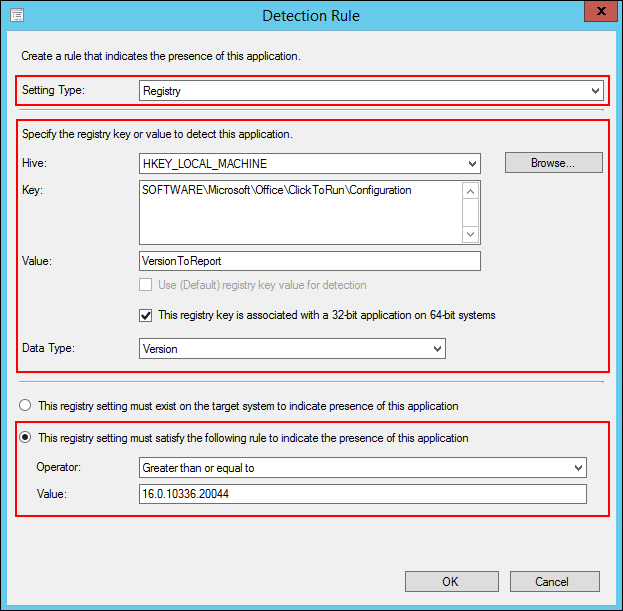 Detection Rule
x
Create a rule that indicates the presence of this application.
Setting Type: Registry
Specify the registry key or value to detect this application.
Hive: HKEY_LOCAL_MACHINE Browse...
Key: SOFTWARE\Microsoft\Office\ClickToRun\Configuration
Value: VersionToReport
Use (Default) registry key value for detection
This registry key is associated with a 32-bit application on 64-bit systems
Data Type: Version
This registry setting must exist on the target system to indicate presence of this application
This registry setting must satisfy the following rule to indicate the presence of this application
Operator: Greater than or equal to
Value: 16.0.10336.20044
OK Cancel